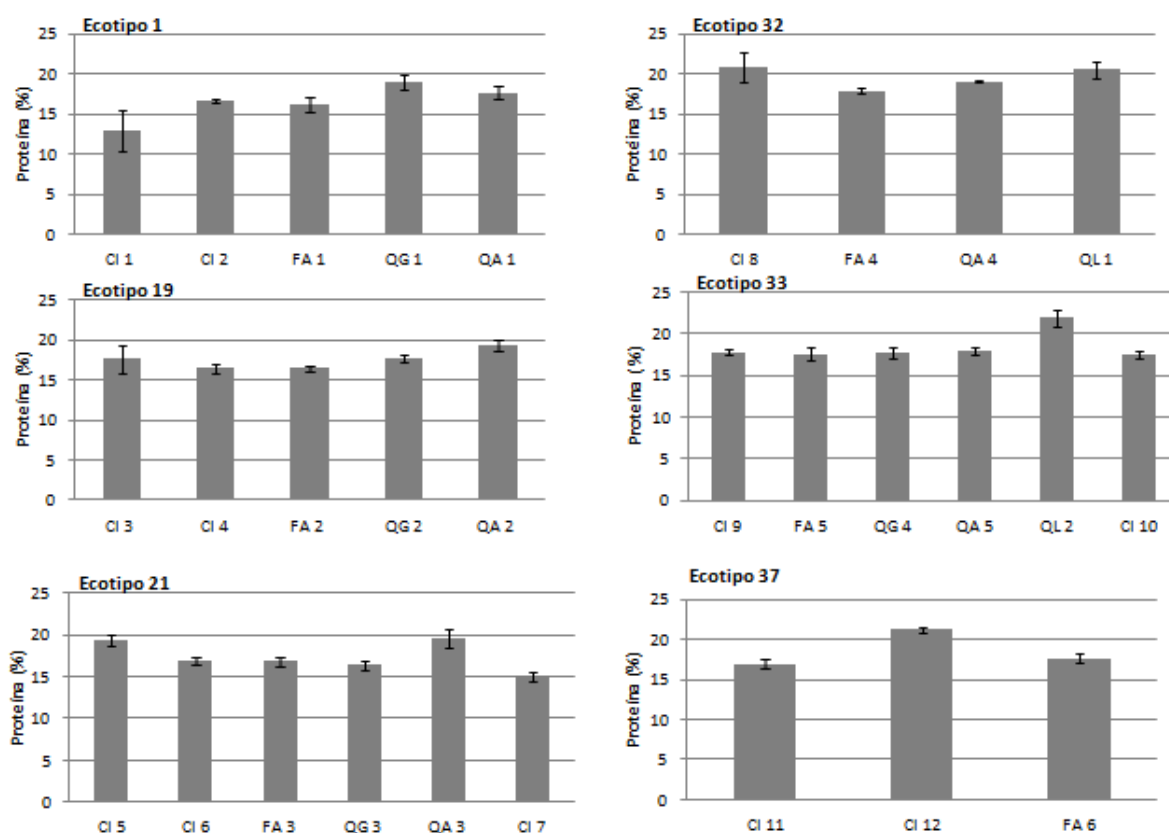 Ecotipo 1
Proteína (%)
25
20
15
10
5
0
CI 1 CI 2 FA 1 QG 1 QA 1
Ecotipo 32
Proteína (%)
25
20
15
10
5
0
CI 8 FA 4 QA 4 QL 1
Ecotipo 19
Proteína (%)
25
20
15
10
5
0
CI 3 CI 4 FA 2 QG 2 QA 2
Ecotipo 33
Proteína (%)
25
20
15
10
5
0
CI 9 FA 5 QG 4 QA 5 QL 2 CI 10
Ecotipo 21
Proteína (%)
25
20
15
10
5
0
CI 5 CI 6 FA 3 QG 3 QA 3 CI 7
Ecotipo 37
Proteína (%)
25
20
15
10
5
0
CI 11 CI 12 FA 6